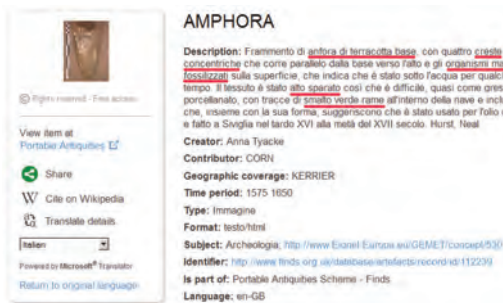 AMPHORA
Description: Frammento di anfora di terracotta base, con quattro creste
concentriche che corre parallelo dalla base verso l'alto e gli organismi ma
fossilizzati sulla superficie, che indica che è stato sotto l'acqua per qualc
tempo. Il tessuto è stato alto sparato così che è difficile, quasi come gres
porcellanato, con tracce di smalto verde rame all'interno della nave e inclu
che, insieme con la sua forma, suggeriscono che è stato usato per l'olio
e fatto a Siviglia nel tardo XVI alla metà del XVII secolo. Hurst, Neal
Creator: Anna Tyacke
Contributor: CORN
Geographic coverage: KERRIER
Time period: 1575 1650
Type: Immagine
Format: testo/html
Subject: Archeologia; http://www.Eionet.Europa.eu/GEMET/concept/530
Identifier: http://www.finds.org.uk/database/artefacts/record/id/112239
Is part of: Portable Antiquities Scheme - Finds
Language: en-GB
Rights reserved - Free access
View item at
Portable Antiquities
Share
Cite on Wikipedia
Translate details
Italian
Powered by Microsoft® Translator
Return to original language